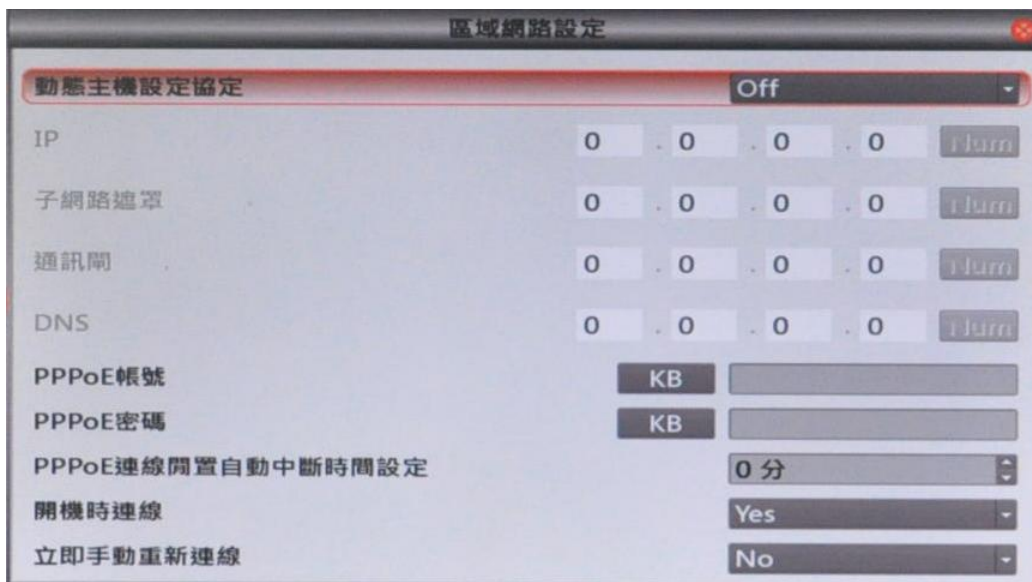 區域網路設定
動態主機設定協定 Off
IP 0 . 0 . 0 . 0 Num
子網路遮罩 0 . 0 . 0 . 0 Num
通訊閘 0 . 0 . 0 . 0 Num
DNS 0 . 0 . 0 . 0 Num
PPPoE帳號 KB
PPPoE密碼 KB
PPPoE連線閒置自動中斷時間設定 0 分
開機時連線 Yes
立即手動重新連線 No